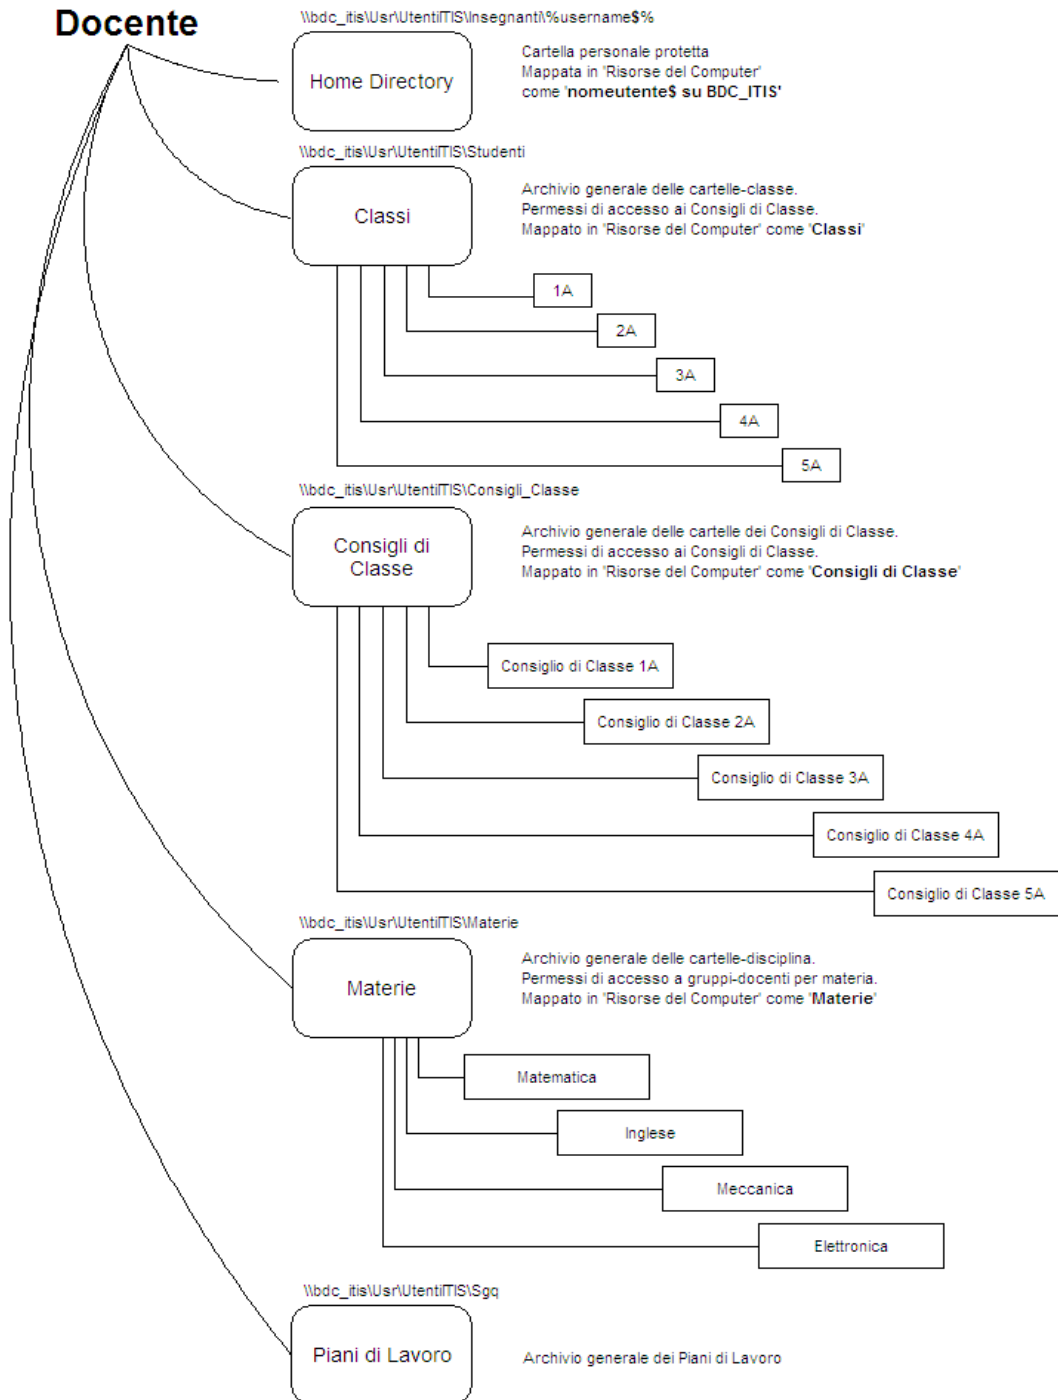 Docente
\\bdc_itis\Usr\UtentiITIS\Insegnanti\%username$%
Home Directory
Cartella personale protetta
Mappata in 'Risorse del Computer'
come 'nomeutente$ su BDC_ITIS'
\\bdc_itis\Usr\UtentiITIS\Studenti
Classi
Archivio generale delle cartelle-classe.
Permessi di accesso ai Consigli di Classe.
Mappato in 'Risorse del Computer' come 'Classi'
1A
2A
3A
4A
5A
\\bdc_itis\Usr\UtentiITIS\Consigli_Classe
Consigli di
Classe
Archivio generale delle cartelle dei Consigli di Classe.
Permessi di accesso ai Consigli di Classe.
Mappato in 'Risorse del Computer' come 'Consigli di Classe'
Consiglio di Classe 1A
Consiglio di Classe 2A
Consiglio di Classe 3A
Consiglio di Classe 4A
Consiglio di Classe 5A
\\bdc_itis\Usr\UtentiITIS\Materie
Materie
Archivio generale delle cartelle-disciplina.
Permessi di accesso a gruppi-docenti per materia.
Mappato in 'Risorse del Computer' come 'Materie'
Matematica
Inglese
Meccanica
Elettronica
\\bdc_itis\Usr\UtentiITIS\Sgq
Piani di Lavoro
Archivio generale dei Piani di Lavoro